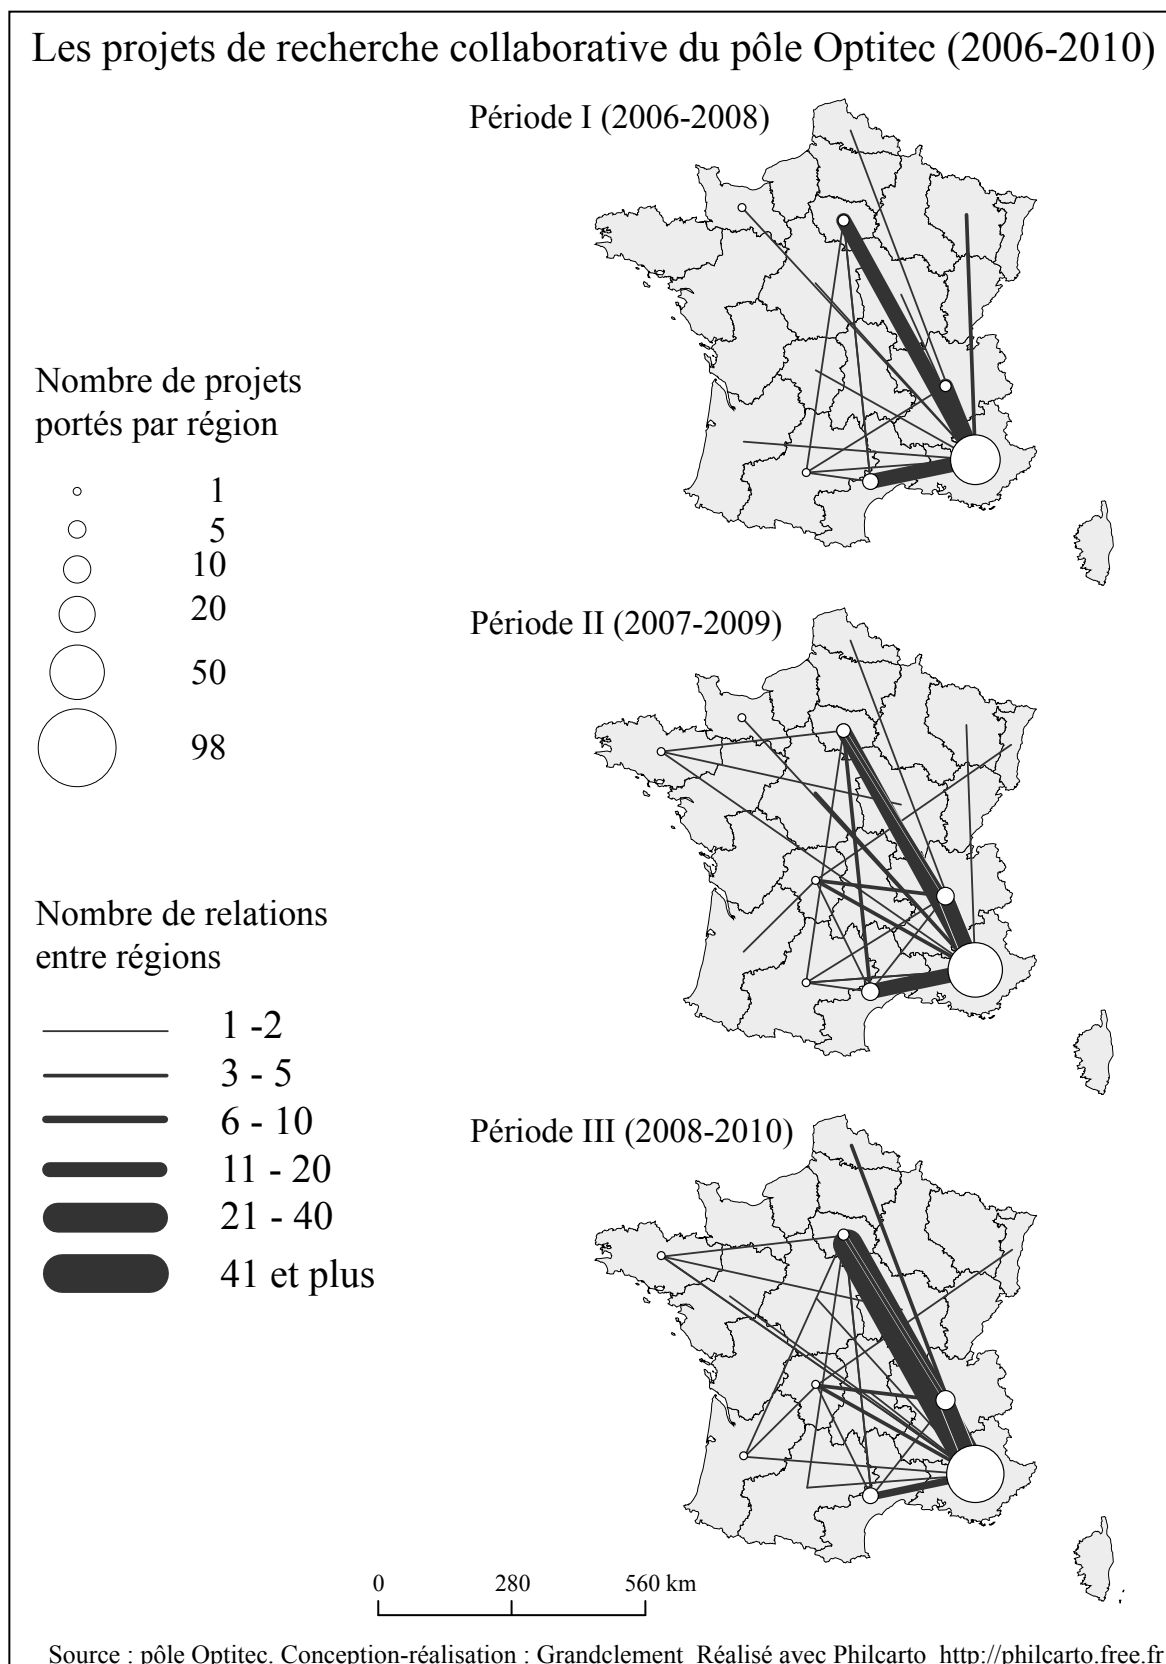 Les projets de recherche collaborative du pôle Optitec (2006-2010)
Période I (2006-2008)
Nombre de projets
portés par région
1
5
10
20
50
98
Période II (2007-2009)
Nombre de relations
entre régions
1 -2
3 - 5
6 - 10
11 - 20
21 - 40
41 et plus
Période III (2008-2010)
0 280 560 km
Source : pôle Optitec. Conception-réalisation : Grandclement Réalisé avec Philcarto http://philcarto.free.fr